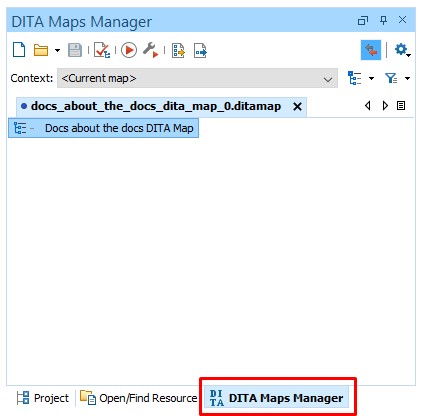 DITA Maps Manager
Context: <Current map>
docs_about_the_docs_dita_map_0.ditamap
Docs about the docs DITA Map
Project Open/Find Resource DITA DITA Maps Manager